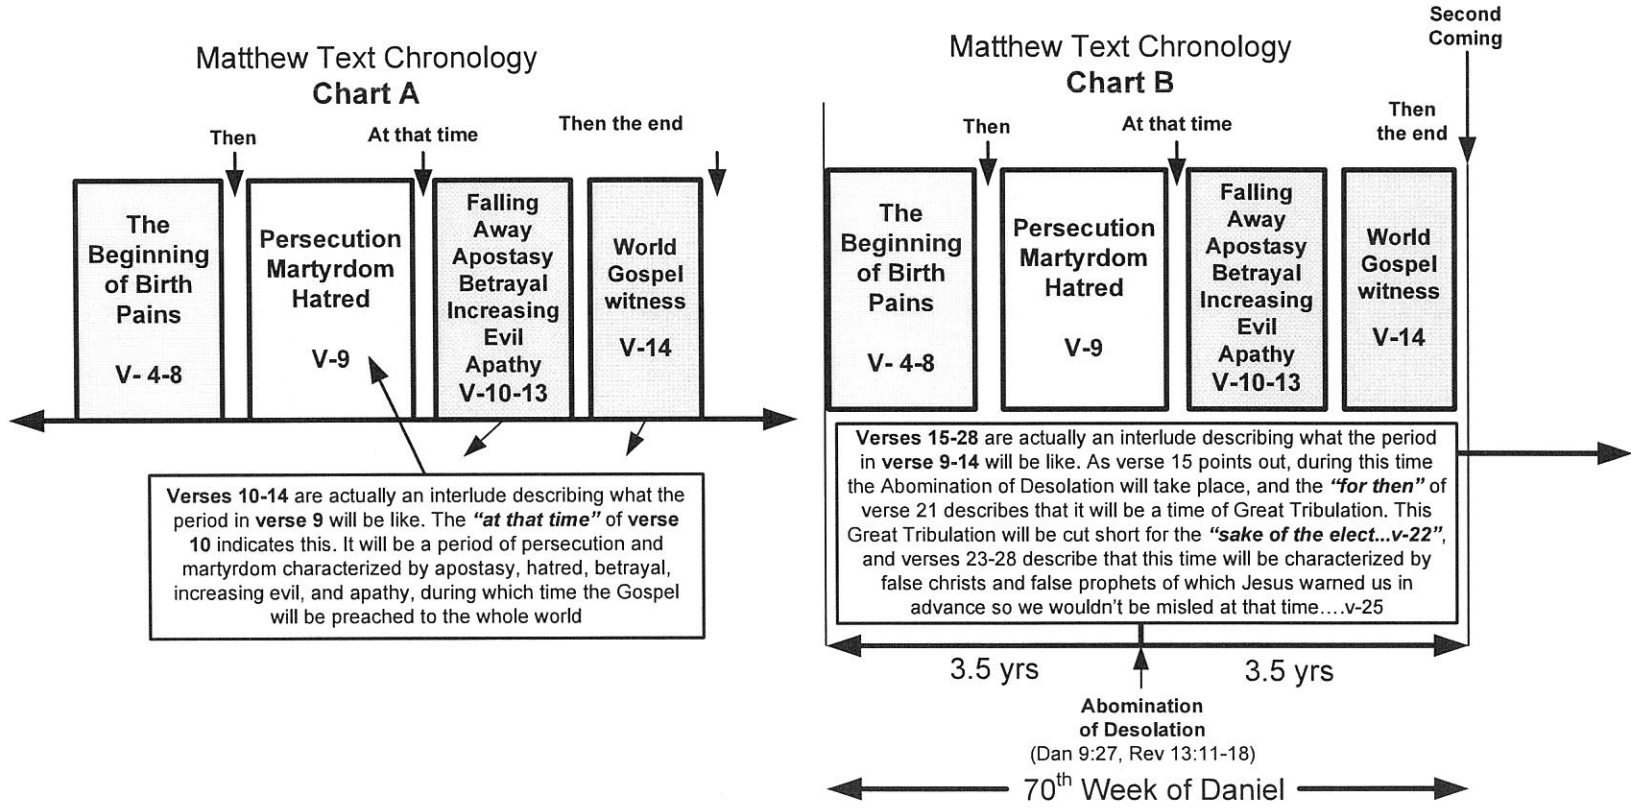 Matthew Text Chronology
Chart A
Then
At that time
Then the end
The
Beginning
of Birth
Pains
V- 4-8
Persecution
Martyrdom
Hatred
V-9
Falling
Away
Apostasy
Betrayal
Increasing
Evil
Apathy
V-10-13
World
Gospel
witness
V-14
Verses 10-14 are actually an interlude describing what the
period in verse 9 will be like. The “at that time” of verse
10 indicates this. It will be a period of persecution and
martyrdom characterized by apostasy, hatred, betrayal,
increasing evil, and apathy, during which time the Gospel
will be preached to the whole world
Matthew Text Chronology
Chart B
Second
Coming
Then
At that time
Then
the end
The
Beginning
of Birth
Pains
V- 4-8
Persecution
Martyrdom
Hatred
V-9
Falling
Away
Apostasy
Betrayal
Increasing
Evil
Apathy
V-10-13
World
Gospel
witness
V-14
Verses 15-28 are actually an interlude describing what the period
in verse 9-14 will be like. As verse 15 points out, during this time
the Abomination of Desolation will take place, and the “for then” of
verse 21 describes that it will be a time of Great Tribulation. This
Great Tribulation will be cut short for the “sake of the elect...v-22”,
and verses 23-28 describe that this time will be characterized by
false christs and false prophets of which Jesus warned us in
advance so we wouldn't be misled at that time....v-25
3.5 yrs
3.5 yrs
Abomination
of Desolation
(Dan 9:27, Rev 13:11-18)
70th Week of Daniel